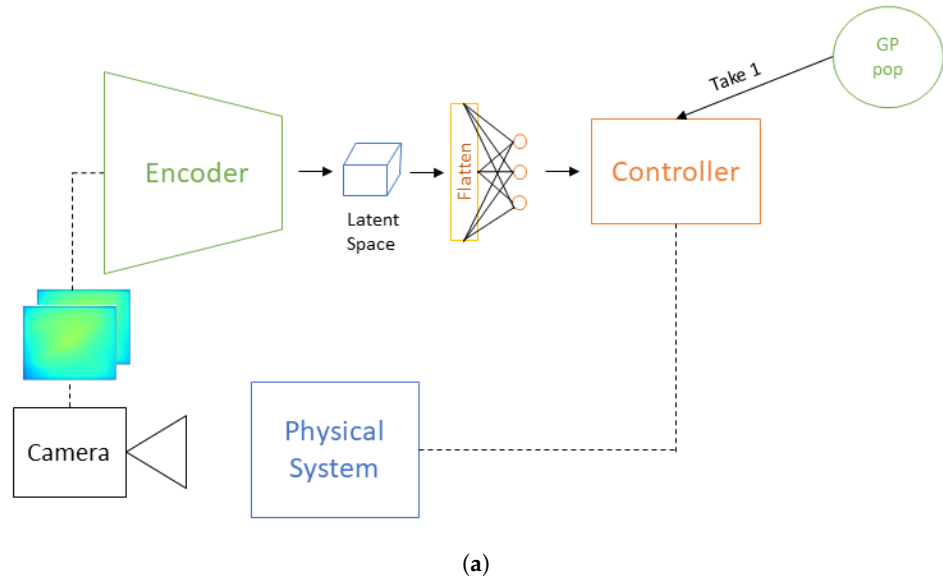 GP
pop
Take 1
Encoder
Latent
Space
Flatten
Controller
Camera
Physical
System
(a)